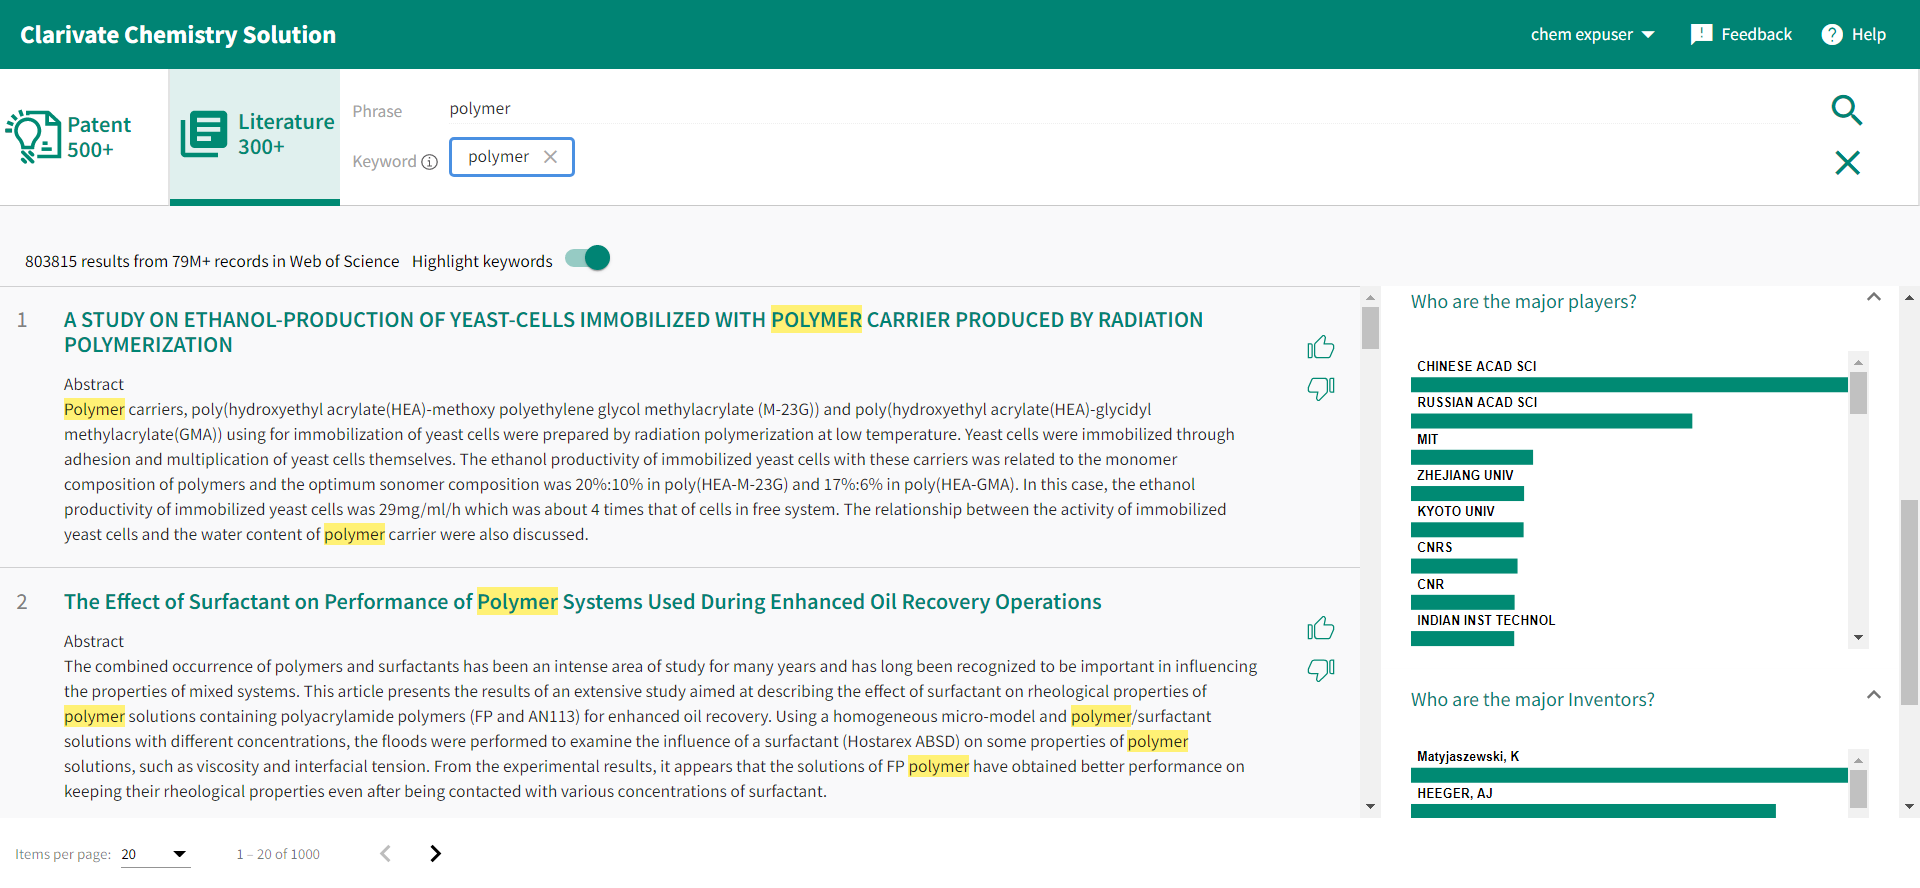 Clarivate Chemistry Solution
chem expuser
Feedback
Help
Patent
500+
Literature
300+
Phrase
polymer
Keyword
polymer
803815 results from 79M+ records in Web of Science
Highlight keywords
1
A STUDY ON ETHANOL-PRODUCTION OF YEAST-CELLS IMMOBILIZED WITH POLYMER CARRIER PRODUCED BY RADIATION
POLYMERIZATION
Abstract
Polymer carriers, poly(hydroxyethyl acrylate(HEA)-methoxy polyethylene glycol methylacrylate (M-23G)) and poly(hydroxyethyl acrylate(HEA)-glycidyl
methylacrylate(GMA)) using for immobilization of yeast cells were prepared by radiation polymerization at low temperature. Yeast cells were immobilized through
adhesion and multiplication of yeast cells themselves. The ethanol productivity of immobilized yeast cells with these carriers was related to the monomer
composition of polymers and the optimum sonomer composition was 20%:10% in poly(HEA-M-23G) and 17%:6% in poly(HEA-GMA). In this case, the ethanol
productivity of immobilized yeast cells was 29mg/ml/h which was about 4 times that of cells in free system. The relationship between the activity of immobilized
yeast cells and the water content of polymer carrier were also discussed.
2
The Effect of Surfactant on Performance of Polymer Systems Used During Enhanced Oil Recovery Operations
Abstract
The combined occurrence of polymers and surfactants has been an intense area of study for many years and has long been recognized to be important in influencing
the properties of mixed systems. This article presents the results of an extensive study aimed at describing the effect of surfactant on rheological properties of
polymer solutions containing polyacrylamide polymers (FP and AN113) for enhanced oil recovery. Using a homogeneous micro-model and polymer/surfactant
solutions with different concentrations, the floods were performed to examine the influence of a surfactant (Hostarex ABSD) on some properties of polymer
solutions, such as viscosity and interfacial tension. From the experimental results, it appears that the solutions of FP polymer have obtained better performance on
keeping their rheological properties even after being contacted with various concentrations of surfactant.
Who are the major players?
CHINESE ACAD SCI
RUSSIAN ACAD SCI
MIT
ZHEJIANG UNIV
KYOTO UNIV
CNRS
CNR
INDIAN INST TECHNOL
Who are the major Inventors?
Matyjaszewski, K
HEEGER, AJ
Items per page: 20
1 – 20 of 1000